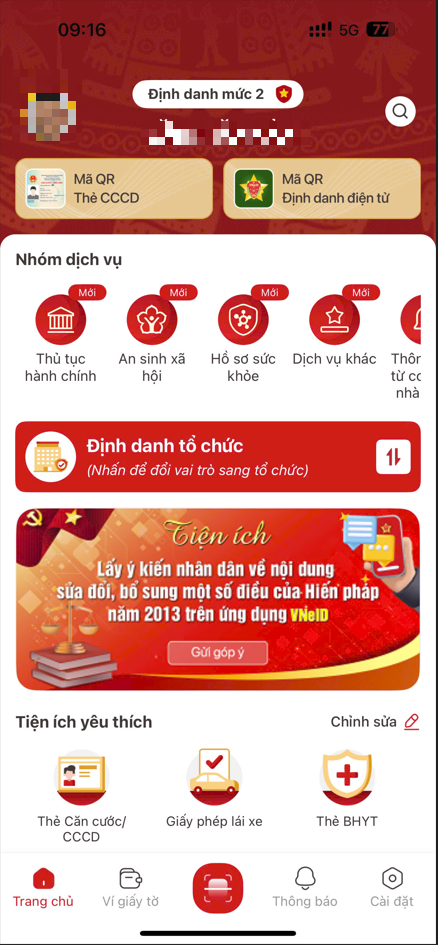 09:16
5G
77
Định danh mức 2
Mã QR
Thẻ CCCD
Mã QR
Định danh điện tử
Nhóm dịch vụ
Mới
Mới
Mới
Mới
Thủ tục
hành chính
An sinh xã
hội
Hồ sơ sức
khỏe
Dịch vụ khác
từ
nhà
Định danh tổ chức
(Nhấn để đổi vai trò sang tổ chức)
Tiện ích
Lấy ý kiến nhân dân về nội dung
sửa đổi, bổ sung một số điều của Hiến pháp
năm 2013 trên ứng dụng VNeID
Gửi góp ý
Tiện ích yêu thích
Chỉnh sửa
Thẻ Căn cước/
CCCD
Giấy phép lái xe
Thẻ BHYT
Trang chủ
Ví giấy tờ
Thông báo
Cài đặt